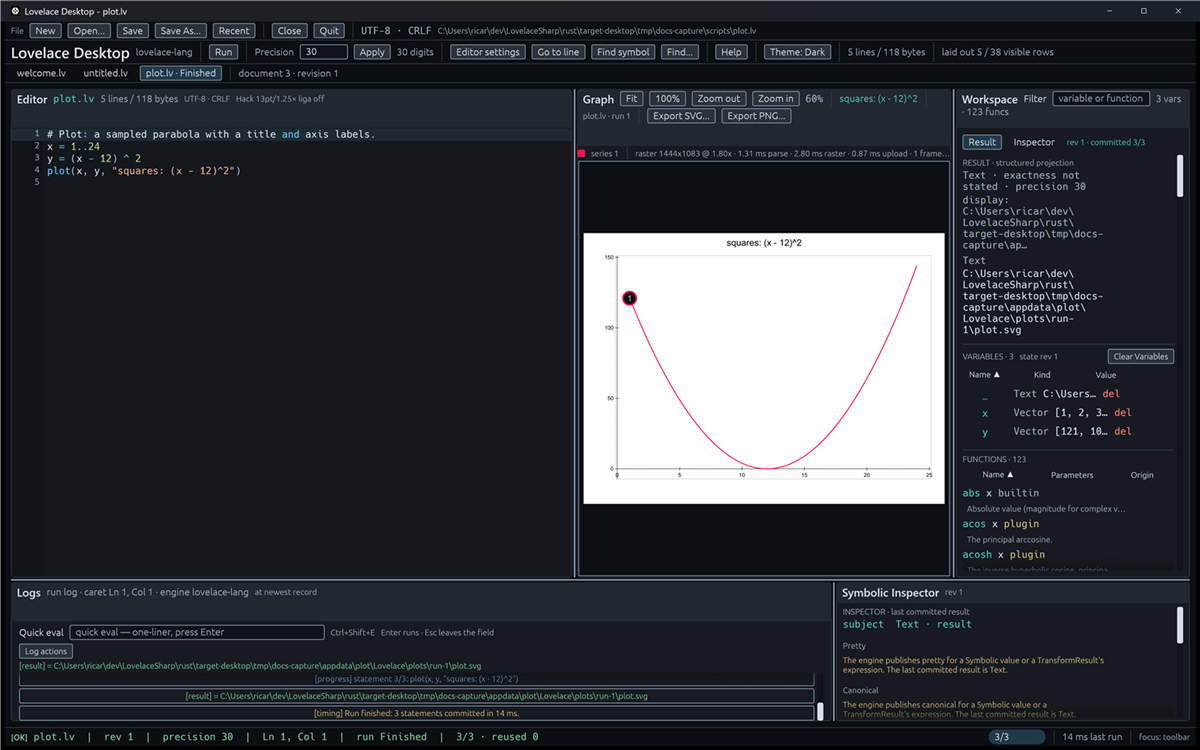 Lovelace Desktop - plot.lv
File New Open... Save Save As... Recent Close Quit UTF-8 · CRLF C:\Users\ricar\dev\LovelaceSharp\rust\target-desktop\tmp\docs-capture\scripts\plot.lv
Lovelace Desktop lovelace-lang Run Precision 30 Apply 30 digits Editor settings Go to line Find symbol Find... Help Theme: Dark 5 lines / 118 bytes laid out 5 / 38 visible rows
welcome.lv untitled.lv plot.lv · Finished document 3 · revision 1
Editor plot.lv 5 lines / 118 bytes UTF-8 · CRLF Hack 13pt/1.25× liga off
1 # Plot: a sampled parabola with a title and axis labels.
2 x = 1..24
3 y = (x - 12) ^ 2
4 plot(x, y, "squares: (x - 12)^2")
5
Graph Fit 100% Zoom out Zoom in 60% squares: (x - 12)^2
plot.lv · run 1 Export SVG... Export PNG...
series 1 raster 1444x1083 @ 1.80x · 1.31 ms parse · 2.80 ms raster · 0.87 ms upload · 1 frame...
squares: (x - 12)^2
150
1
100
50
0
0 5 10 15 20 25
Workspace Filter variable or function 3 vars
· 123 funcs
Result Inspector rev 1 · committed 3/3
RESULT · structured projection
Text · exactness not
stated · precision 30
display:
C:\Users\ricar\dev\
LovelaceSharp\rust\
target-desktop\tmp\docs-
capture\ap…
Text
C:\Users\ricar\dev\
LovelaceSharp\rust\
target-desktop\tmp\docs-
capture\appdata\plot\
Lovelace\plots\run-
1\plot.svg
VARIABLES · 3 state rev 1 Clear Variables
Name ▲ Kind Value
_ Text C:\Users… del
x Vector [1, 2, 3… del
y Vector [121, 10… del
FUNCTIONS · 123
Name ▲ Parameters Origin
abs x builtin
Absolute value (magnitude for complex v…
acos x plugin
The principal arccosine.
acosh x plugin
The inverse hyperbolic cosine, principa…
Logs run log · caret Ln 1, Col 1 · engine lovelace-lang at newest record
Quick eval quick eval — one-liner, press Enter Ctrl+Shift+E Enter runs · Esc leaves the field
Log actions
[result] = C:\Users\ricar\dev\LovelaceSharp\rust\target-desktop\tmp\docs-capture\appdata\plot\Lovelace\plots\run-1\plot.svg
[progress] statement 3/3: plot(x, y, "squares: (x - 12)^2")
[result] = C:\Users\ricar\dev\LovelaceSharp\rust\target-desktop\tmp\docs-capture\appdata\plot\Lovelace\plots\run-1\plot.svg
[timing] Run finished: 3 statements committed in 14 ms.
Symbolic Inspector rev 1
INSPECTOR · last committed result
subject Text · result
Pretty
The engine publishes pretty for a Symbolic value or a TransformResult's
expression. The last committed result is Text.
Canonical
The engine publishes canonical for a Symbolic value or a
TransformResult's expression. The last committed result is Text.
[OK] plot.lv | rev 1 | precision 30 | Ln 1, Col 1 | run Finished | 3/3 · reused 0 3/3 14 ms last run focus: toolbar